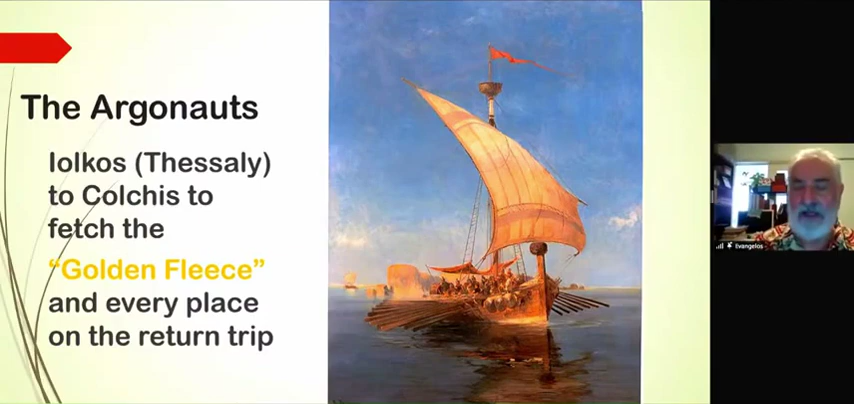 The Argonauts
Iolkos (Thessaly)
to Colchis to
fetch the
“Golden Fleece”
and every place
on the return trip
Evangelos